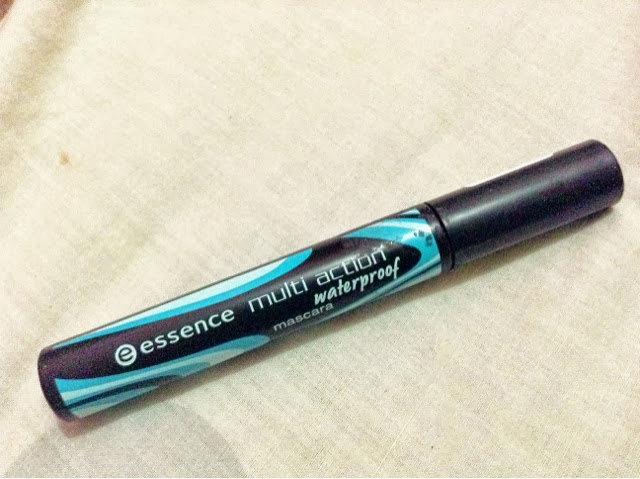 essence multi action
waterproof
mascara